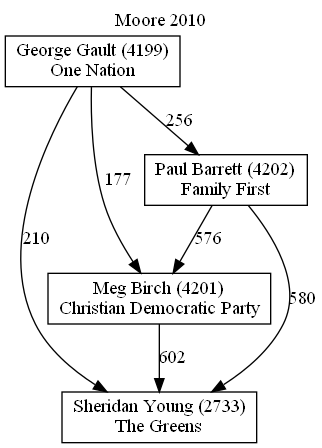 Moore 2010
George Gault (4199)
One Nation
256
Paul Barrett (4202)
Family First
177
210
576
580
Meg Birch (4201)
Christian Democratic Party
602
Sheridan Young (2733)
The Greens